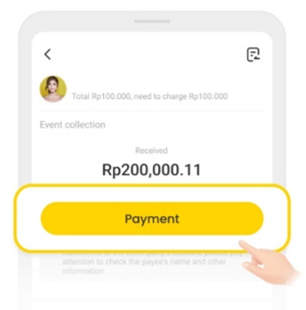 Total Rp100.000, need to charge Rp100.000
Event collection
Received
Rp200,000.11
Payment
attention to check the payee's name and other
information